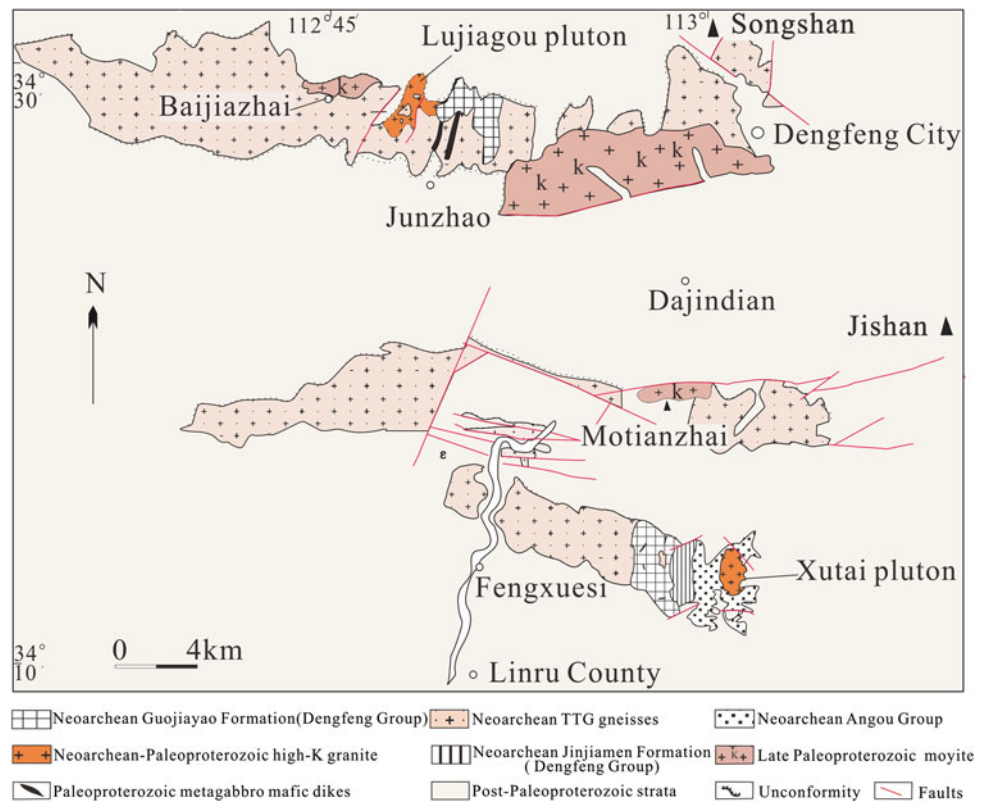 112°45'
113°
Songshan
Lujiagou pluton
34°
30'
k
Baijiazhai
Dengfeng City
k
k
k
k
Junzhao
N
Dajindian
Jishan
k
Motianzhai
ε
Xutai pluton
Fengxuesi
0 4km
34°
10'
Linru County
Neoarchean Guojiayao Formation(Dengfeng Group)
Neoarchean TTG gneisses
Neoarchean Angou Group
Neoarchean-Paleoproterozoic high-K granite
Neoarchean Jinjiamen Formation
( Dengfeng Group)
k
Late Paleoproterozoic moyite
Paleoproterozoic metagabbro mafic dikes
Post-Paleoproterozoic strata
Unconformity
Faults